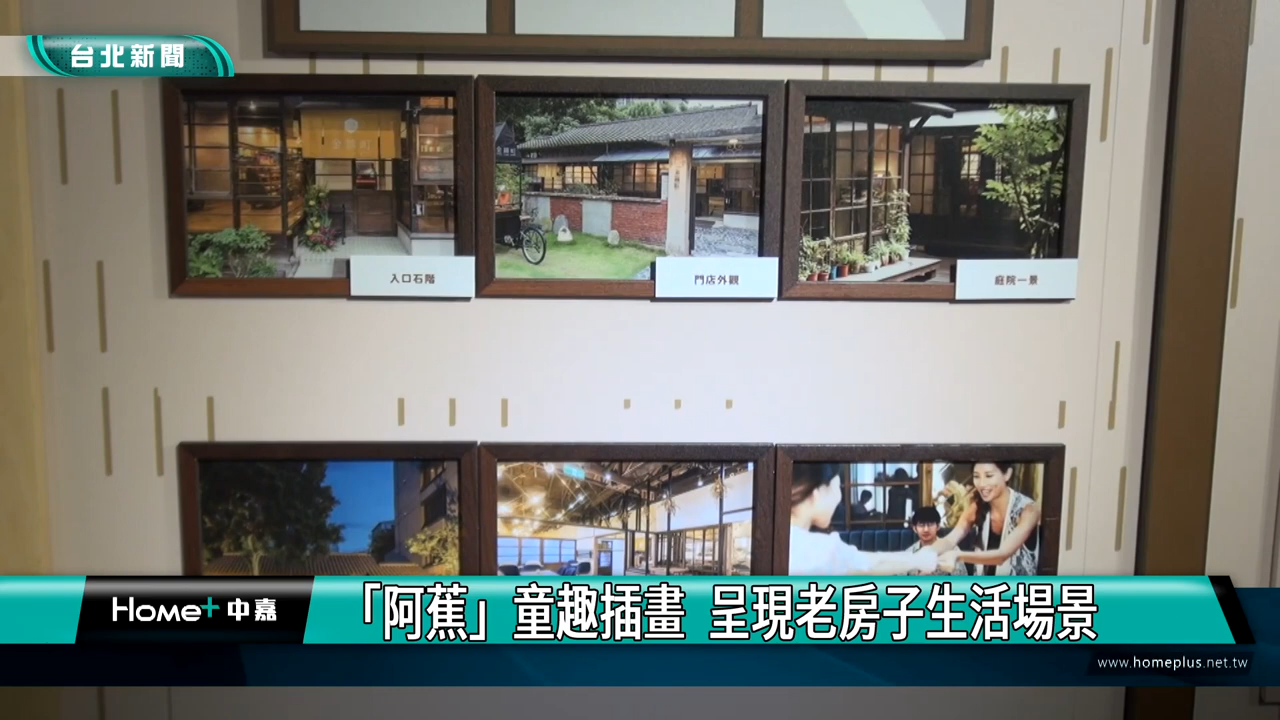 台北新聞
入口石階
門店外觀
庭院一景
Home+中嘉
「阿蕉」童趣插畫 呈現老房子生活場景
www.homeplus.net.tw